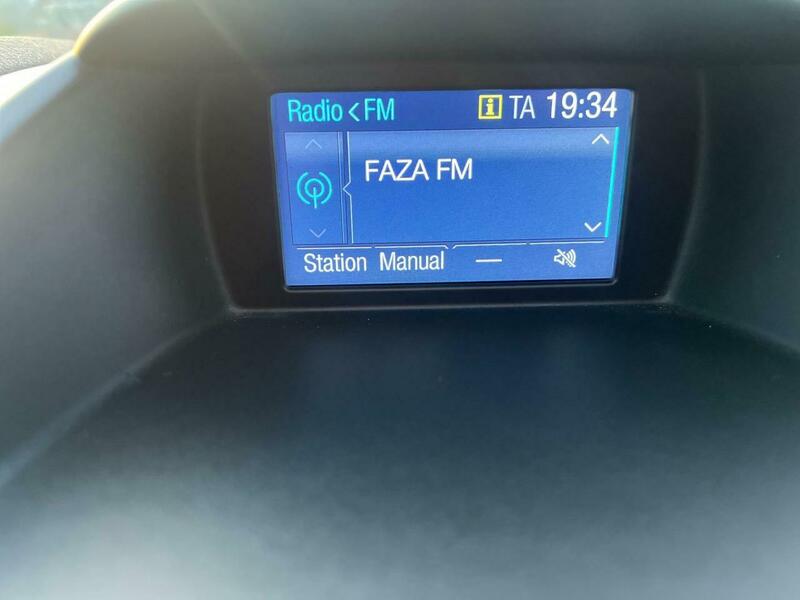 Radio < FM TA 19:34
FAZA FM
Station Manual